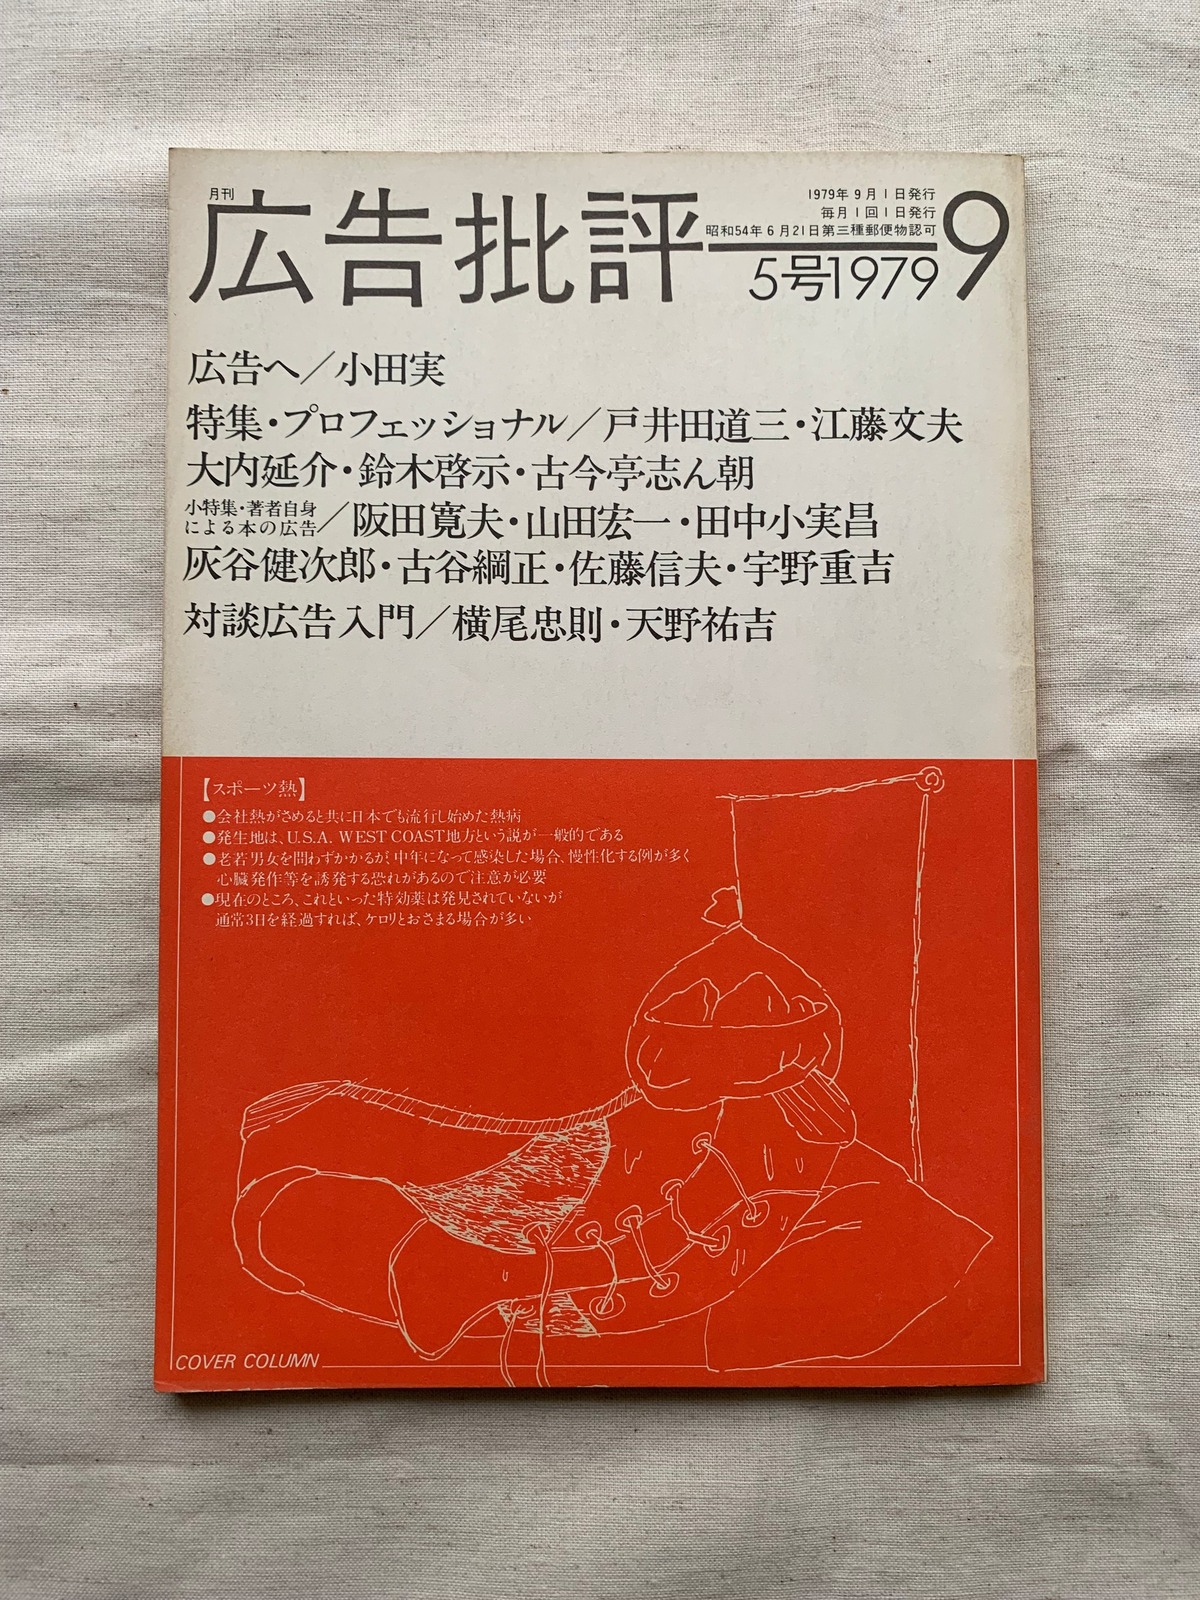 月刊
広告批評
1979年9月1日発行
毎月1回1日発行
昭和54年6月21日第三種郵便物認可
5号1979
9
広告へ／小田実
特集・プロフェッショナル／戸井田道三・江藤文夫
大内延介・鈴木啓示・古今亭志ん朝
小特集・著者自身
による本の広告／阪田寛夫・山田宏一・田中小実昌
灰谷健次郎・古谷綱正・佐藤信夫・宇野重吉
対談広告入門／横尾忠則・天野祐吉
【スポーツ熱】
●会社熱がさめると共に日本でも流行し始めた熱病
●発生地は、U.S.A. WEST COAST地方という説が一般的である
●老若男女を問わずかかるが、中年になって感染した場合、慢性化する例が多く
心臓発作等を誘発する恐れがあるので注意が必要
●現在のところ、これといった特効薬は発見されていないが
通常3日を経過すれば、ケロリとおさまる場合が多い
COVER COLUMN